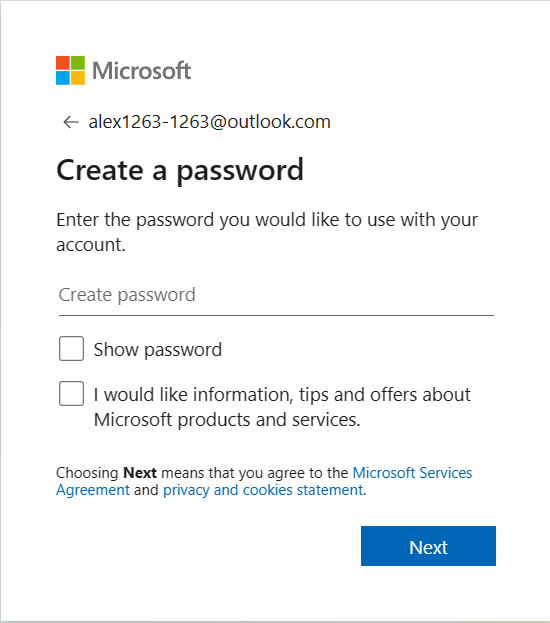 Microsoft
← alex1263-1263@outlook.com
Create a password
Enter the password you would like to use with your
account.
Create password
Show password
I would like information, tips and offers about
Microsoft products and services.
Choosing Next means that you agree to the Microsoft Services
Agreement and privacy and cookies statement.
Next